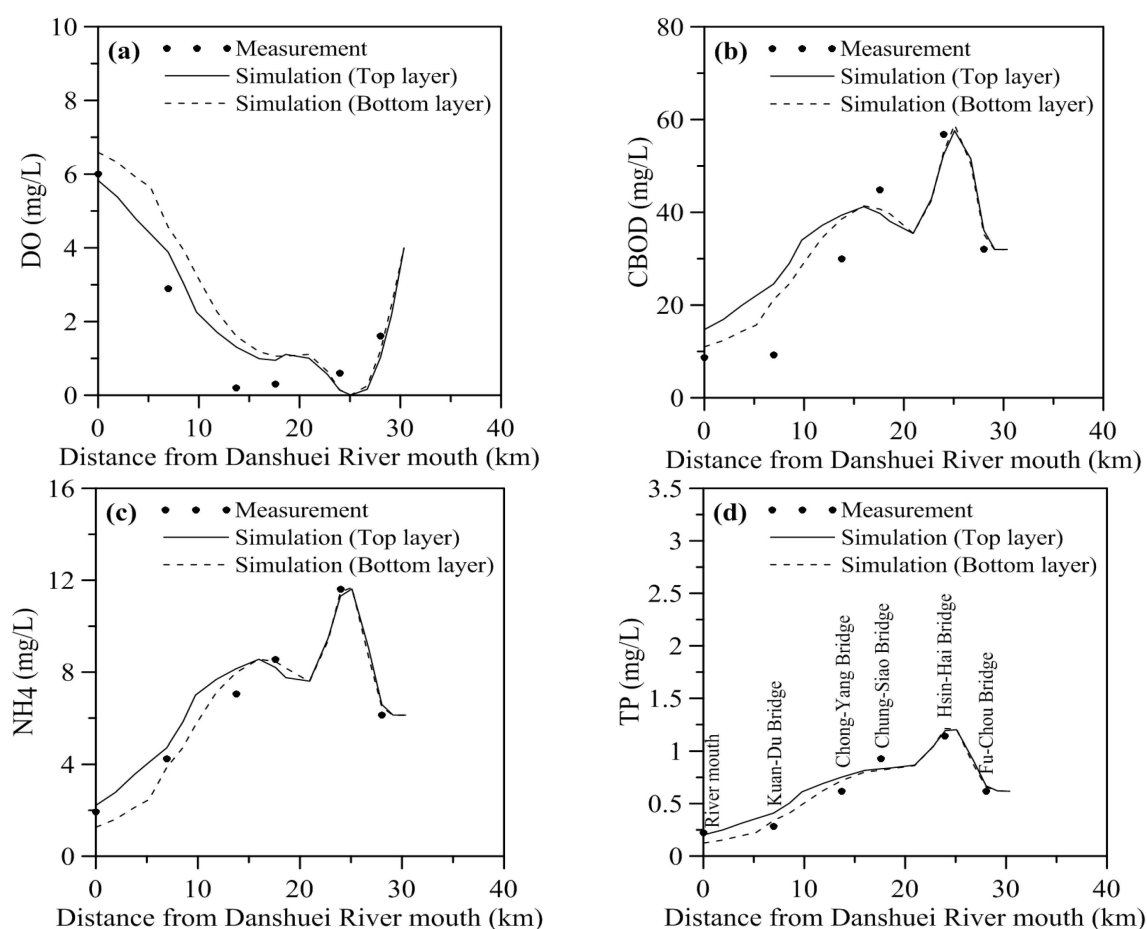 (a)
Measurement
Simulation (Top layer)
Simulation (Bottom layer)
10
8
6
4
2
0
DO (mg/L)
0 10 20 30 40
Distance from Danshuei River mouth (km)
(b)
Measurement
Simulation (Top layer)
Simulation (Bottom layer)
80
60
40
20
0
CBOD (mg/L)
0 10 20 30 40
Distance from Danshuei River mouth (km)
(c)
Measurement
Simulation (Top layer)
Simulation (Bottom layer)
16
12
8
4
0
NH4 (mg/L)
0 10 20 30 40
Distance from Danshuei River mouth (km)
(d)
Measurement
Simulation (Top layer)
Simulation (Bottom layer)
3.5
3
2.5
2
1.5
1
0.5
0
TP (mg/L)
River mouth
Kuan-Du Bridge
Chong-Yang Bridge
Chung-Siao Bridge
Hsin-Hai Bridge
Fu-Chou Bridge
0 10 20 30 40
Distance from Danshuei River mouth (km)